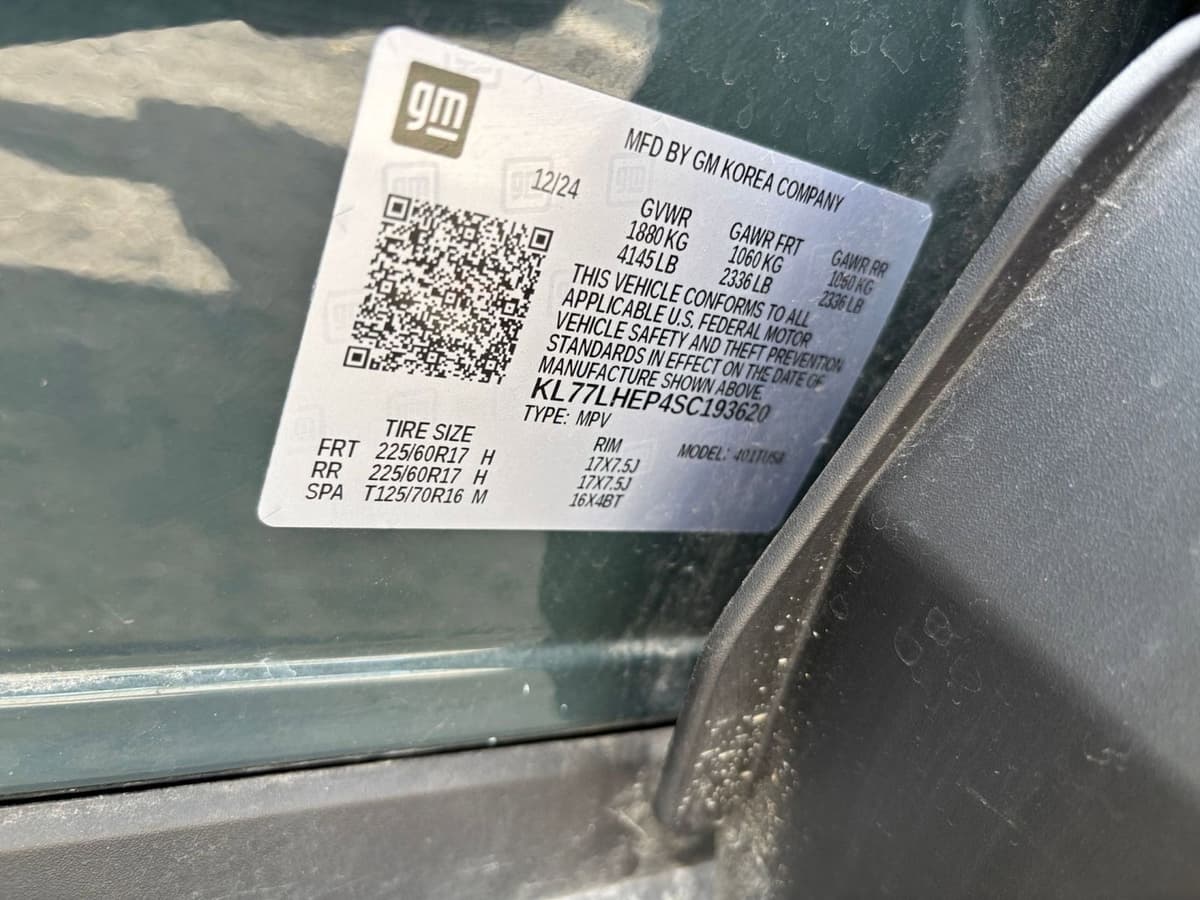 gm
MFD BY GM KOREA COMPANY
12/24
GVWR GAWR FRT GAWR RR
1880 KG 1060 KG 1060 KG
4145 LB 2336 LB 2336 LB
THIS VEHICLE CONFORMS TO ALL
APPLICABLE U.S. FEDERAL MOTOR
VEHICLE SAFETY AND THEFT PREVENTION
STANDARDS IN EFFECT ON THE DATE OF
MANUFACTURE SHOWN ABOVE.
KL77LHEP4SC193620
TYPE: MPV
TIRE SIZE RIM MODEL:
FRT 225/60R17 H 17X7.5J
RR 225/60R17 H 17X7.5J
SPA T125/70R16 M 16X4BT